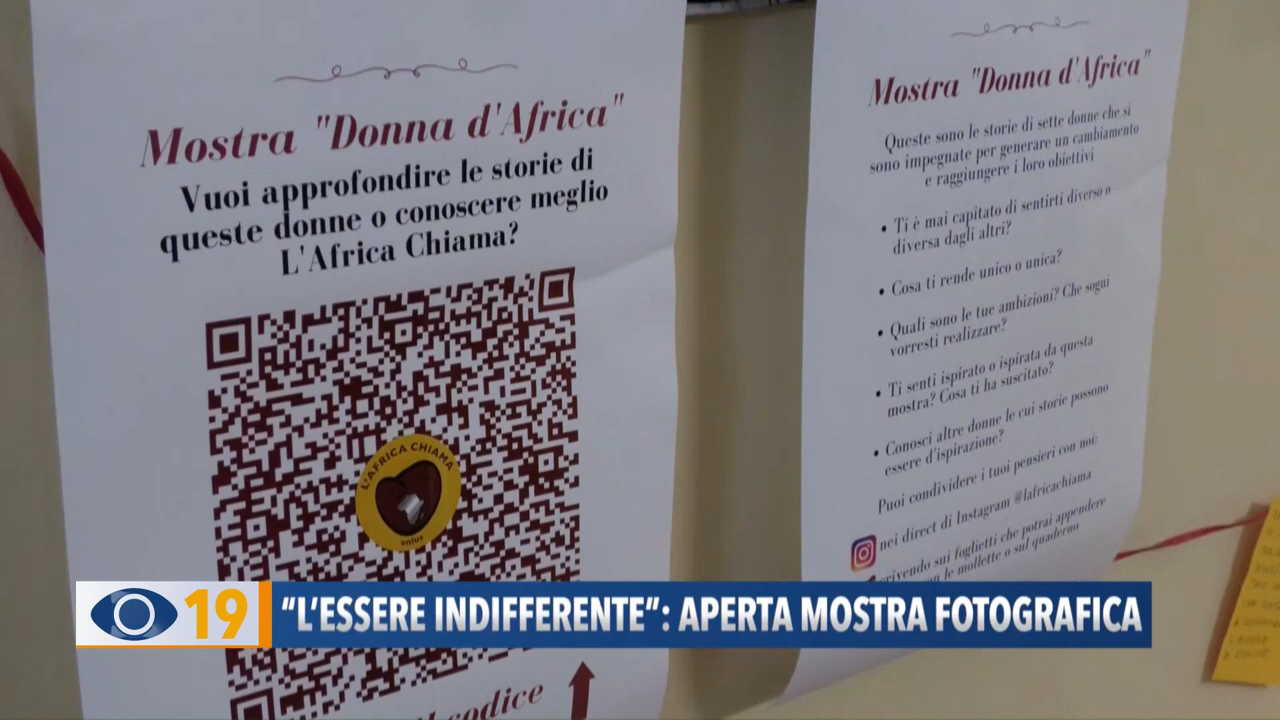 Mostra "Donna d'Africa"
Vuoi approfondire le storie di
queste donne o conoscere meglio
L'Africa Chiama?
L'AFRICA CHIAMA
onlus
codice
Mostra "Donna d'Africa"
Queste sono le storie di sette donne che si
sono impegnate per generare un cambiamento
e raggiungere i loro obiettivi
• Ti è mai capitato di sentirti diverso o
diversa dagli altri?
• Cosa ti rende unico o unica?
• Quali sono le tue ambizioni? Che sogni
vorresti realizzare?
• Ti senti ispirato o ispirata da questa
mostra? Cosa ti ha suscitato?
• Conosci altre donne le cui storie possono
essere d'ispirazione?
Puoi condividere i tuoi pensieri con noi:
nei direct di Instagram @lafricachiama
sui foglietti che potrai appendere
le mollette o sul quaderno
19
“L’ESSERE INDIFFERENTE”: APERTA MOSTRA FOTOGRAFICA